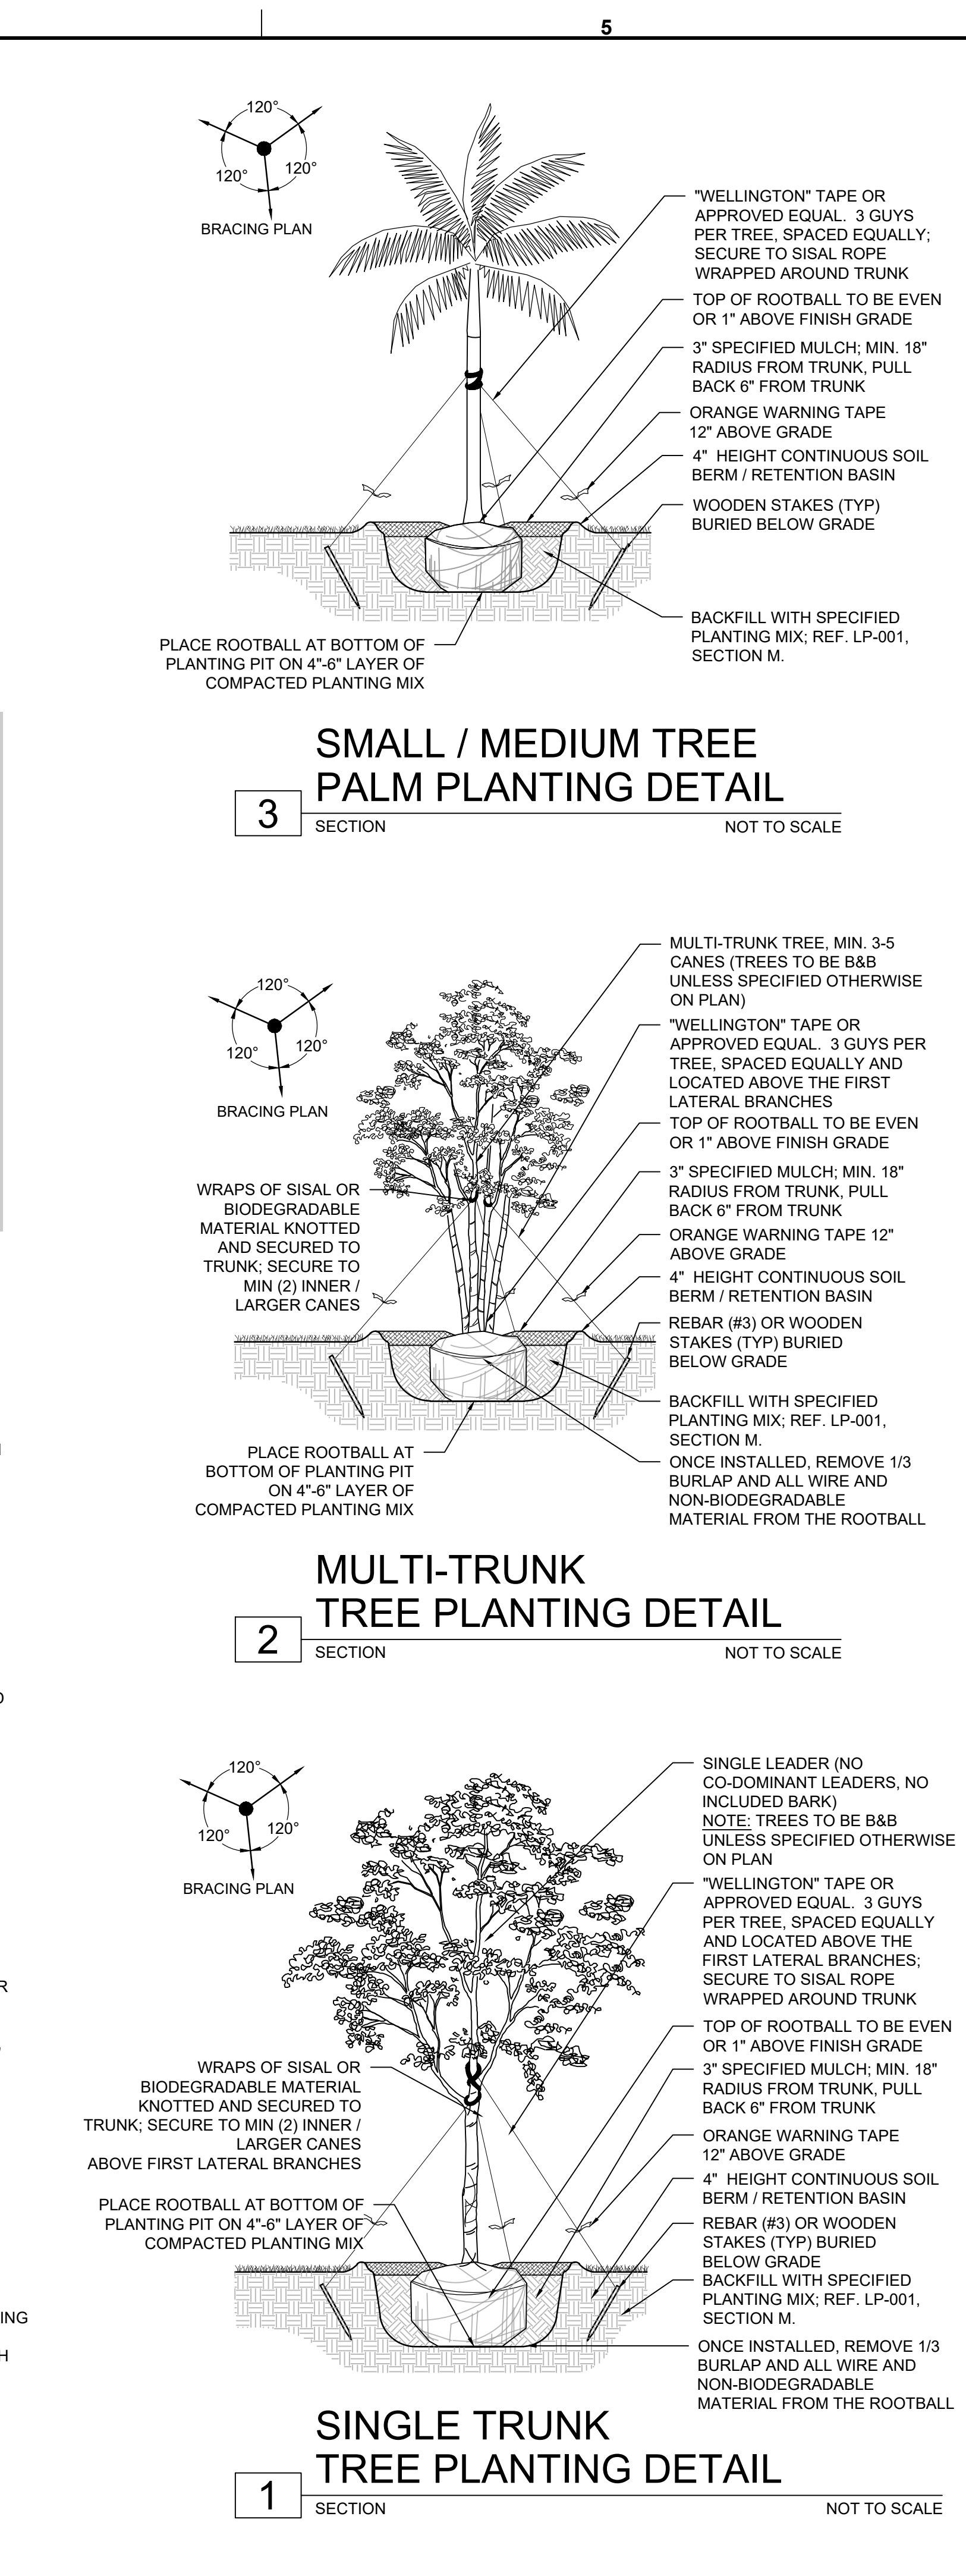 5
120°
120°
120°
BRACING PLAN
"WELLINGTON" TAPE OR
APPROVED EQUAL. 3 GUYS
PER TREE, SPACED EQUALLY;
SECURE TO SISAL ROPE
WRAPPED AROUND TRUNK
TOP OF ROOTBALL TO BE EVEN
OR 1" ABOVE FINISH GRADE
3" SPECIFIED MULCH; MIN. 18"
RADIUS FROM TRUNK, PULL
BACK 6" FROM TRUNK
ORANGE WARNING TAPE
12" ABOVE GRADE
4" HEIGHT CONTINUOUS SOIL
BERM / RETENTION BASIN
WOODEN STAKES (TYP)
BURIED BELOW GRADE
BACKFILL WITH SPECIFIED
PLANTING MIX; REF. LP-001,
SECTION M.
PLACE ROOTBALL AT BOTTOM OF
PLANTING PIT ON 4"-6" LAYER OF
COMPACTED PLANTING MIX
SMALL / MEDIUM TREE
PALM PLANTING DETAIL
3
SECTION NOT TO SCALE
120°
120°
120°
BRACING PLAN
MULTI-TRUNK TREE, MIN. 3-5
CANES (TREES TO BE B&B
UNLESS SPECIFIED OTHERWISE
ON PLAN)
"WELLINGTON" TAPE OR
APPROVED EQUAL. 3 GUYS PER
TREE, SPACED EQUALLY AND
LOCATED ABOVE THE FIRST
LATERAL BRANCHES
TOP OF ROOTBALL TO BE EVEN
OR 1" ABOVE FINISH GRADE
3" SPECIFIED MULCH; MIN. 18"
RADIUS FROM TRUNK, PULL
BACK 6" FROM TRUNK
ORANGE WARNING TAPE 12"
ABOVE GRADE
4" HEIGHT CONTINUOUS SOIL
BERM / RETENTION BASIN
REBAR (#3) OR WOODEN
STAKES (TYP) BURIED
BELOW GRADE
BACKFILL WITH SPECIFIED
PLANTING MIX; REF. LP-001,
SECTION M.
ONCE INSTALLED, REMOVE 1/3
BURLAP AND ALL WIRE AND
NON-BIODEGRADABLE
MATERIAL FROM THE ROOTBALL
WRAPS OF SISAL OR
BIODEGRADABLE
MATERIAL KNOTTED
AND SECURED TO
TRUNK; SECURE TO
MIN (2) INNER /
LARGER CANES
PLACE ROOTBALL AT
BOTTOM OF PLANTING PIT
ON 4"-6" LAYER OF
COMPACTED PLANTING MIX
MULTI-TRUNK
TREE PLANTING DETAIL
2
SECTION NOT TO SCALE
120°
120°
120°
BRACING PLAN
SINGLE LEADER (NO
CO-DOMINANT LEADERS, NO
INCLUDED BARK)
NOTE: TREES TO BE B&B
UNLESS SPECIFIED OTHERWISE
ON PLAN
"WELLINGTON" TAPE OR
APPROVED EQUAL. 3 GUYS
PER TREE, SPACED EQUALLY
AND LOCATED ABOVE THE
FIRST LATERAL BRANCHES;
SECURE TO SISAL ROPE
WRAPPED AROUND TRUNK
TOP OF ROOTBALL TO BE EVEN
OR 1" ABOVE FINISH GRADE
3" SPECIFIED MULCH; MIN. 18"
RADIUS FROM TRUNK, PULL
BACK 6" FROM TRUNK
ORANGE WARNING TAPE
12" ABOVE GRADE
4" HEIGHT CONTINUOUS SOIL
BERM / RETENTION BASIN
REBAR (#3) OR WOODEN
STAKES (TYP) BURIED
BELOW GRADE
BACKFILL WITH SPECIFIED
PLANTING MIX; REF. LP-001,
SECTION M.
ONCE INSTALLED, REMOVE 1/3
BURLAP AND ALL WIRE AND
NON-BIODEGRADABLE
MATERIAL FROM THE ROOTBALL
WRAPS OF SISAL OR
BIODEGRADABLE MATERIAL
KNOTTED AND SECURED TO
TRUNK; SECURE TO MIN (2) INNER /
LARGER CANES
ABOVE FIRST LATERAL BRANCHES
PLACE ROOTBALL AT BOTTOM OF
PLANTING PIT ON 4"-6" LAYER OF
COMPACTED PLANTING MIX
SINGLE TRUNK
TREE PLANTING DETAIL
1
SECTION NOT TO SCALE